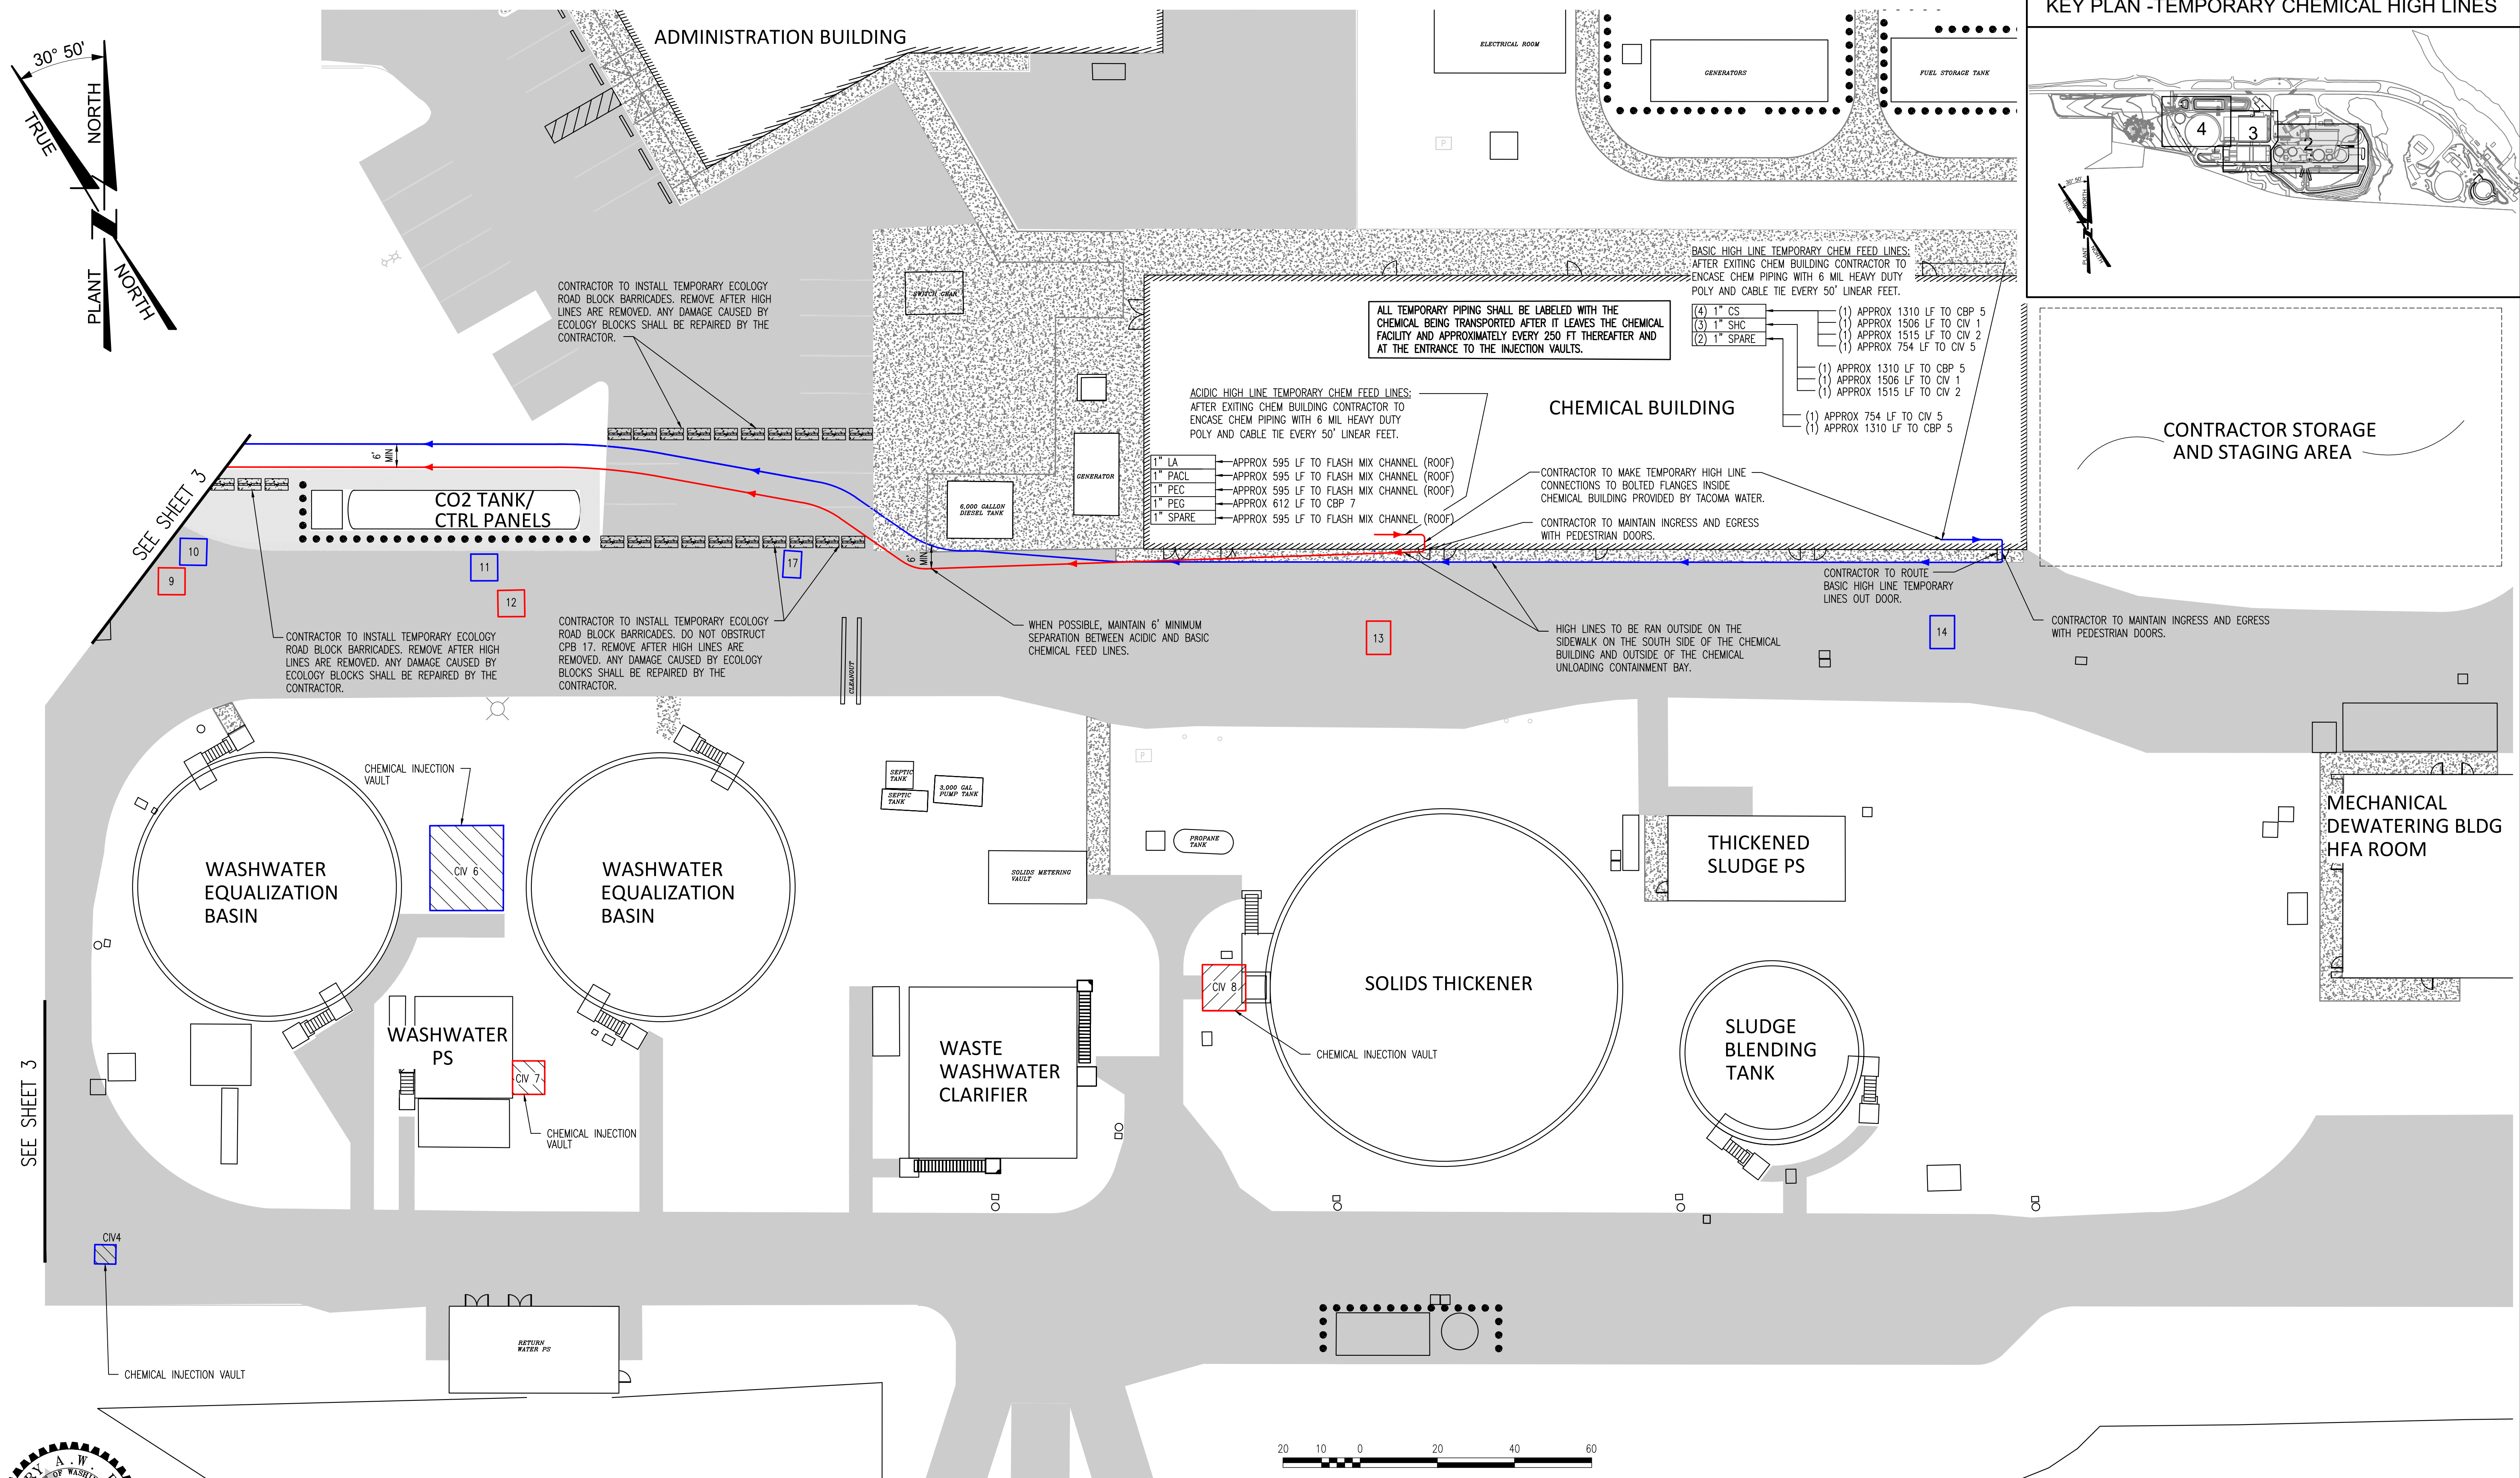 KEY PLAN -TEMPORARY CHEMICAL HIGH LINES
30° 50'
TRUE
NORTH
PLANT
NORTH
ADMINISTRATION BUILDING
ELECTRICAL ROOM
GENERATORS
FUEL STORAGE TANK
P
4
3
2
30° 50'
TRUE
NORTH
PLANT
NORTH
CONTRACTOR TO INSTALL TEMPORARY ECOLOGY
ROAD BLOCK BARRICADES. REMOVE AFTER HIGH
LINES ARE REMOVED. ANY DAMAGE CAUSED BY
ECOLOGY BLOCKS SHALL BE REPAIRED BY THE
CONTRACTOR.
SWITCH GEAR
GENERATOR
6,000 GALLON
DIESEL TANK
ALL TEMPORARY PIPING SHALL BE LABELED WITH THE
CHEMICAL BEING TRANSPORTED AFTER IT LEAVES THE CHEMICAL
FACILITY AND APPROXIMATELY EVERY 250 FT THEREAFTER AND
AT THE ENTRANCE TO THE INJECTION VAULTS.
BASIC HIGH LINE TEMPORARY CHEM FEED LINES:
AFTER EXITING CHEM BUILDING CONTRACTOR TO
ENCASE CHEM PIPING WITH 6 MIL HEAVY DUTY
POLY AND CABLE TIE EVERY 50' LINEAR FEET.
(4) 1" CS
(3) 1" SHC
(2) 1" SPARE
(1) APPROX 1310 LF TO CBP 5
(1) APPROX 1506 LF TO CIV 1
(1) APPROX 1515 LF TO CIV 2
(1) APPROX 754 LF TO CIV 5
(1) APPROX 1310 LF TO CBP 5
(1) APPROX 1506 LF TO CIV 1
(1) APPROX 1515 LF TO CIV 2
(1) APPROX 754 LF TO CIV 5
(1) APPROX 1310 LF TO CBP 5
ACIDIC HIGH LINE TEMPORARY CHEM FEED LINES:
AFTER EXITING CHEM BUILDING CONTRACTOR TO
ENCASE CHEM PIPING WITH 6 MIL HEAVY DUTY
POLY AND CABLE TIE EVERY 50' LINEAR FEET.
1" LA APPROX 595 LF TO FLASH MIX CHANNEL (ROOF)
1" PACL APPROX 595 LF TO FLASH MIX CHANNEL (ROOF)
1" PEC APPROX 595 LF TO FLASH MIX CHANNEL (ROOF)
1" PEG APPROX 612 LF TO CBP 7
1" SPARE APPROX 595 LF TO FLASH MIX CHANNEL (ROOF)
CHEMICAL BUILDING
CONTRACTOR STORAGE
AND STAGING AREA
CONTRACTOR TO MAKE TEMPORARY HIGH LINE
CONNECTIONS TO BOLTED FLANGES INSIDE
CHEMICAL BUILDING PROVIDED BY TACOMA WATER.
CONTRACTOR TO MAINTAIN INGRESS AND EGRESS
WITH PEDESTRIAN DOORS.
6'
MIN
SEE SHEET 3
CO2 TANK/
CTRL PANELS
10
9
11
12
17
6'
MIN
13
14
CONTRACTOR TO ROUTE
BASIC HIGH LINE TEMPORARY
LINES OUT DOOR.
CONTRACTOR TO MAINTAIN INGRESS AND EGRESS
WITH PEDESTRIAN DOORS.
CONTRACTOR TO INSTALL TEMPORARY ECOLOGY
ROAD BLOCK BARRICADES. REMOVE AFTER HIGH
LINES ARE REMOVED. ANY DAMAGE CAUSED BY
ECOLOGY BLOCKS SHALL BE REPAIRED BY THE
CONTRACTOR.
CONTRACTOR TO INSTALL TEMPORARY ECOLOGY
ROAD BLOCK BARRICADES. DO NOT OBSTRUCT
CPB 17. REMOVE AFTER HIGH LINES ARE
REMOVED. ANY DAMAGE CAUSED BY ECOLOGY
BLOCKS SHALL BE REPAIRED BY THE
CONTRACTOR.
CLEANOUT
WHEN POSSIBLE, MAINTAIN 6' MINIMUM
SEPARATION BETWEEN ACIDIC AND BASIC
CHEMICAL FEED LINES.
HIGH LINES TO BE RAN OUTSIDE ON THE
SIDEWALK ON THE SOUTH SIDE OF THE CHEMICAL
BUILDING AND OUTSIDE OF THE CHEMICAL
UNLOADING CONTAINMENT BAY.
P
CHEMICAL INJECTION
VAULT
CIV 6
WASHWATER
EQUALIZATION
BASIN
WASHWATER
EQUALIZATION
BASIN
SEPTIC
TANK
SEPTIC
TANK
3,000 GAL
PUMP TANK
SOLIDS METERING
VAULT
PROPANE
TANK
THICKENED
SLUDGE PS
MECHANICAL
DEWATERING BLDG
HFA ROOM
SOLIDS THICKENER
CIV 8
CHEMICAL INJECTION VAULT
SLUDGE
BLENDING
TANK
WASHWATER
PS
CIV 7
CHEMICAL INJECTION
VAULT
WASTE
WASHWATER
CLARIFIER
SEE SHEET 3
CIV4
CHEMICAL INJECTION VAULT
RETURN
WATER PS
20 10 0 20 40 60
A.W.
OF WASHI